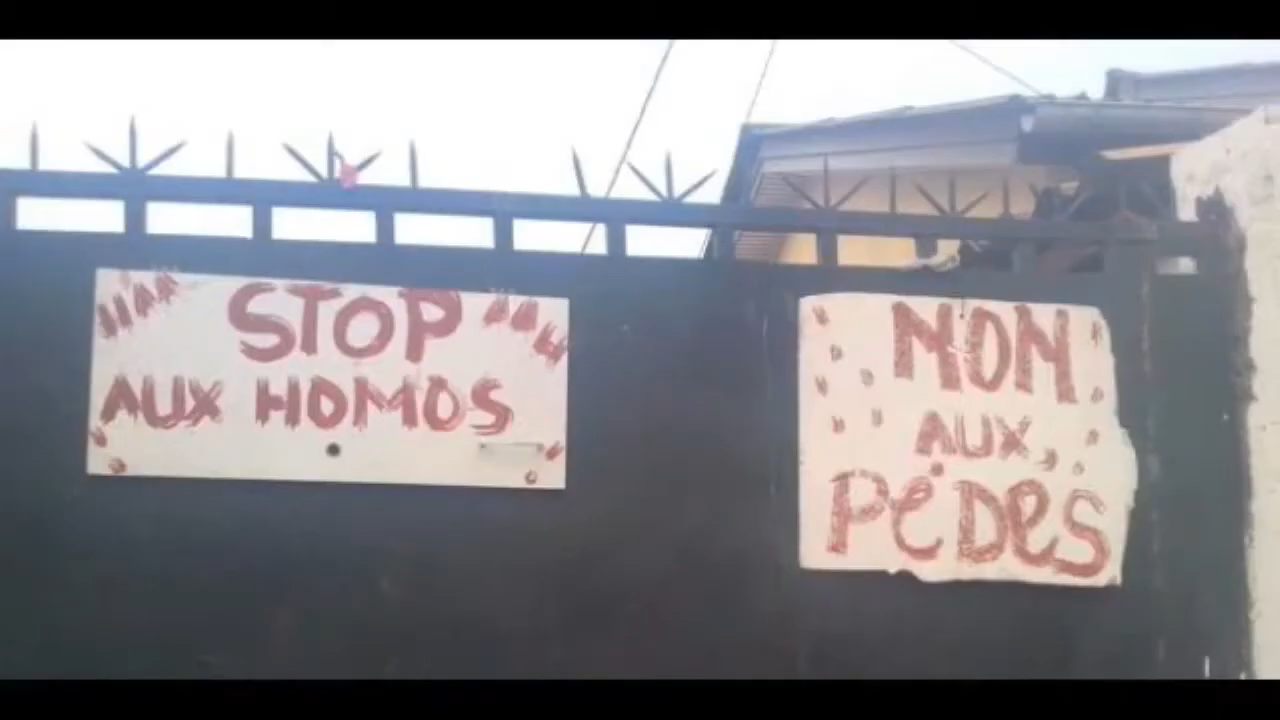 STOP
AUX HOMOS
NON
AUX
PéDes